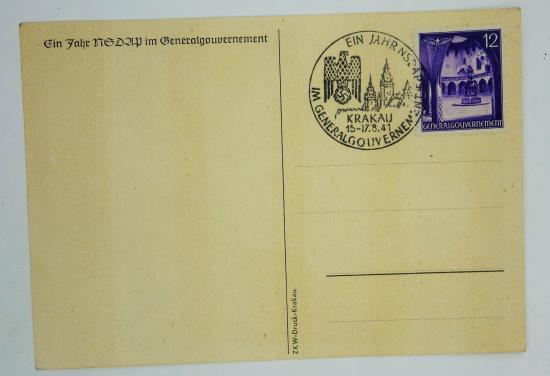 Ein Jahr NSDAP im Generalgouvernement
EIN JAHR NSDAP
IM GENERALGOUVERNEMENT
KRAKAU
15-17.8.41
12
GENERALGOUVERNEMENT
ZKW-Druck-Krakau